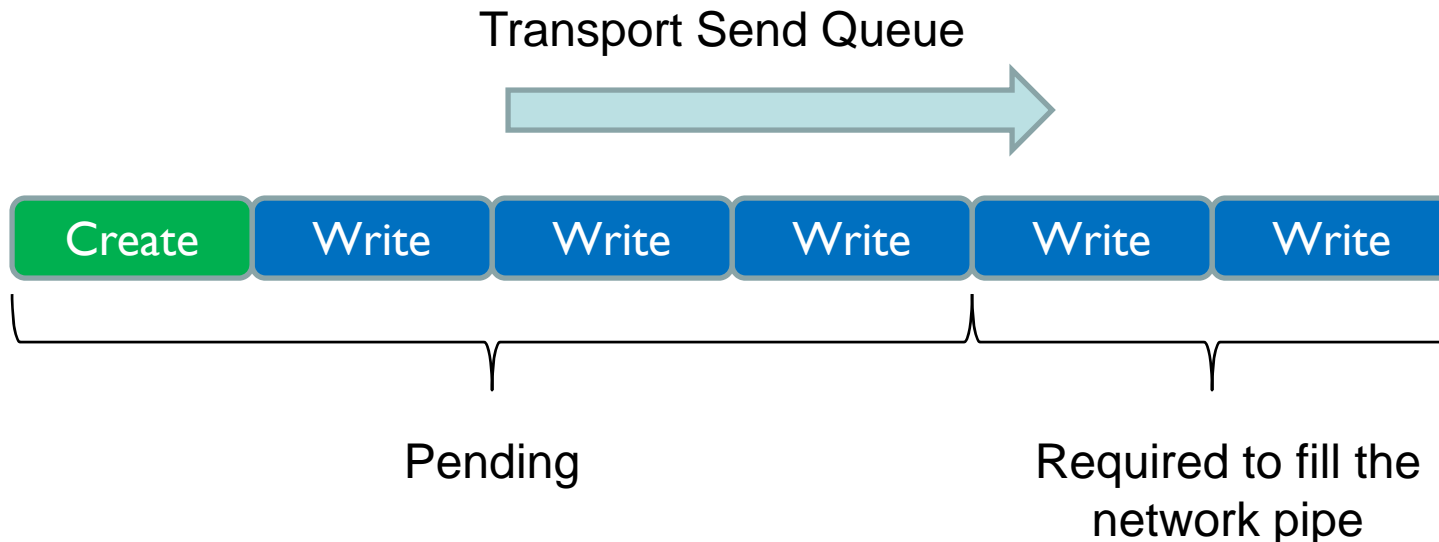 Transport Send Queue
Create Write Write Write Write Write
Pending
Required to fill the
network pipe